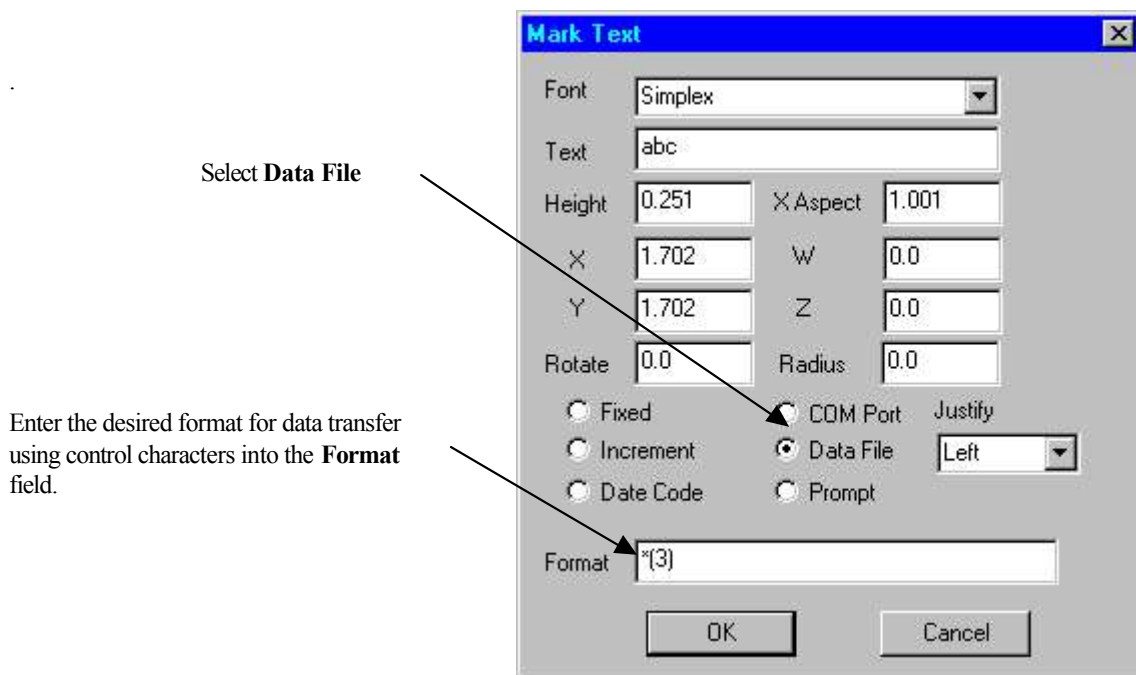 Mark Text
.
Font Simplex
Text abc
Select Data File
Height 0.251 X Aspect 1.001
X 1.702 W 0.0
Y 1.702 Z 0.0
Rotate 0.0 Radius 0.0
Enter the desired format for data transfer
using control characters into the Format
field.
Fixed COM Port Justify
Increment Data File Left
Date Code Prompt
Format *(3)
OK Cancel